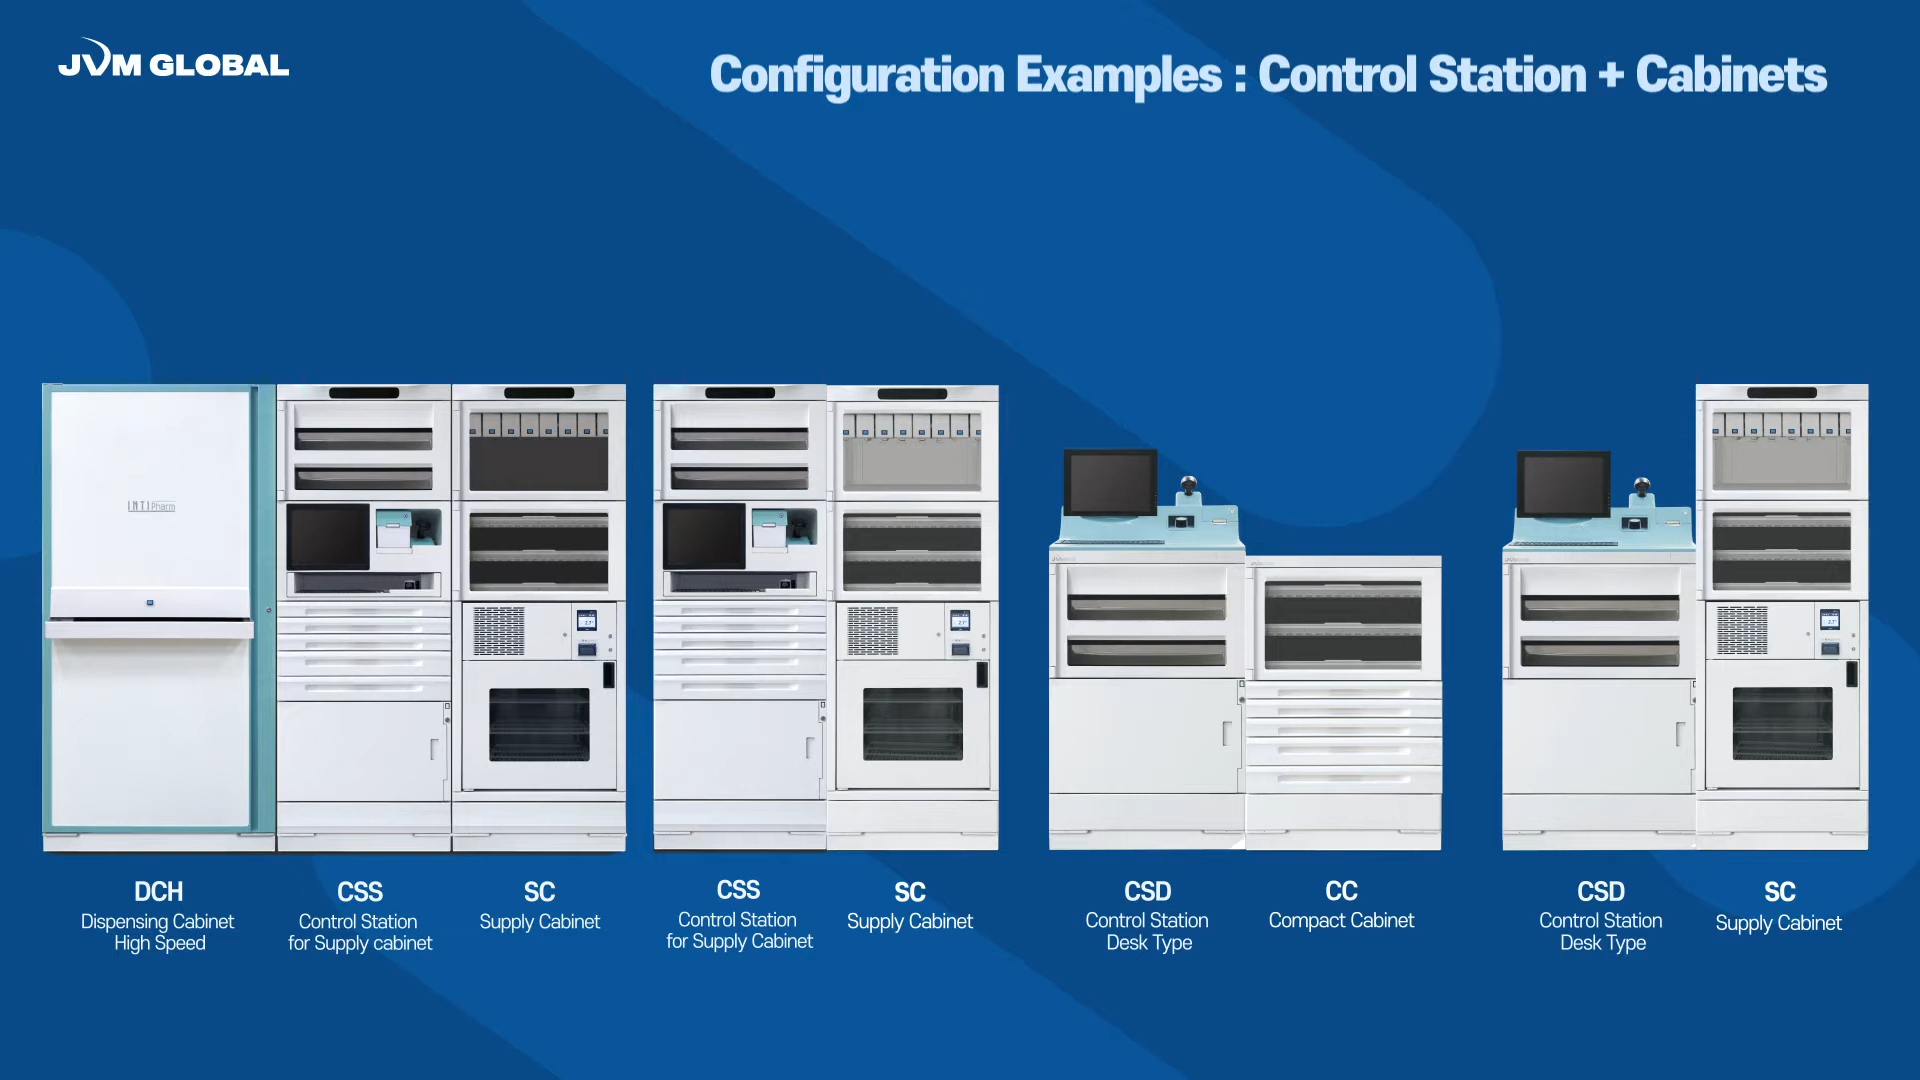 JVM GLOBAL
Configuration Examples : Control Station + Cabinets
INTIPharm
DCH
Dispensing Cabinet
High Speed
CSS
Control Station
for Supply cabinet
SC
Supply Cabinet
CSS
Control Station
for Supply Cabinet
SC
Supply Cabinet
CSD
Control Station
Desk Type
CC
Compact Cabinet
CSD
Control Station
Desk Type
SC
Supply Cabinet